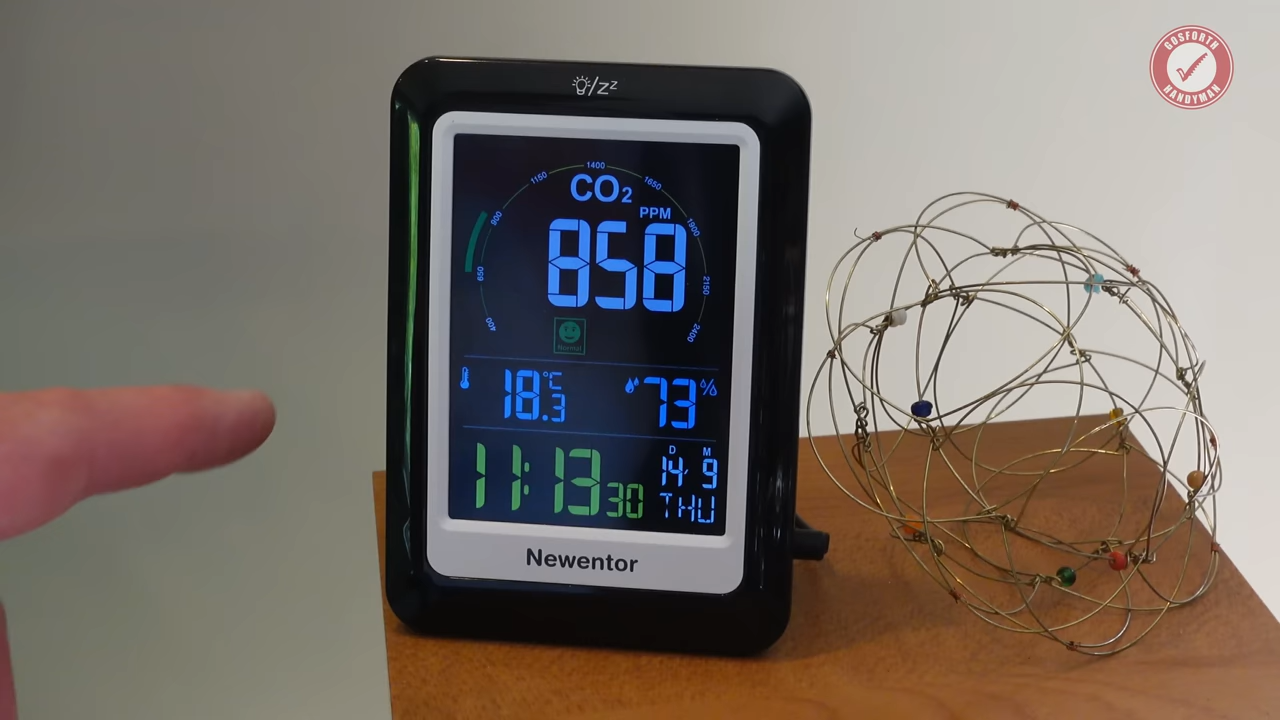 GOSFORTH
HANDYMAN
/zz
1400
1150 1650
CO2
PPM
900 858 1900
650 2150
400 2400
Normal
18.3 °C 73 %
D M
11:13 30 14 9
THU
Newentor